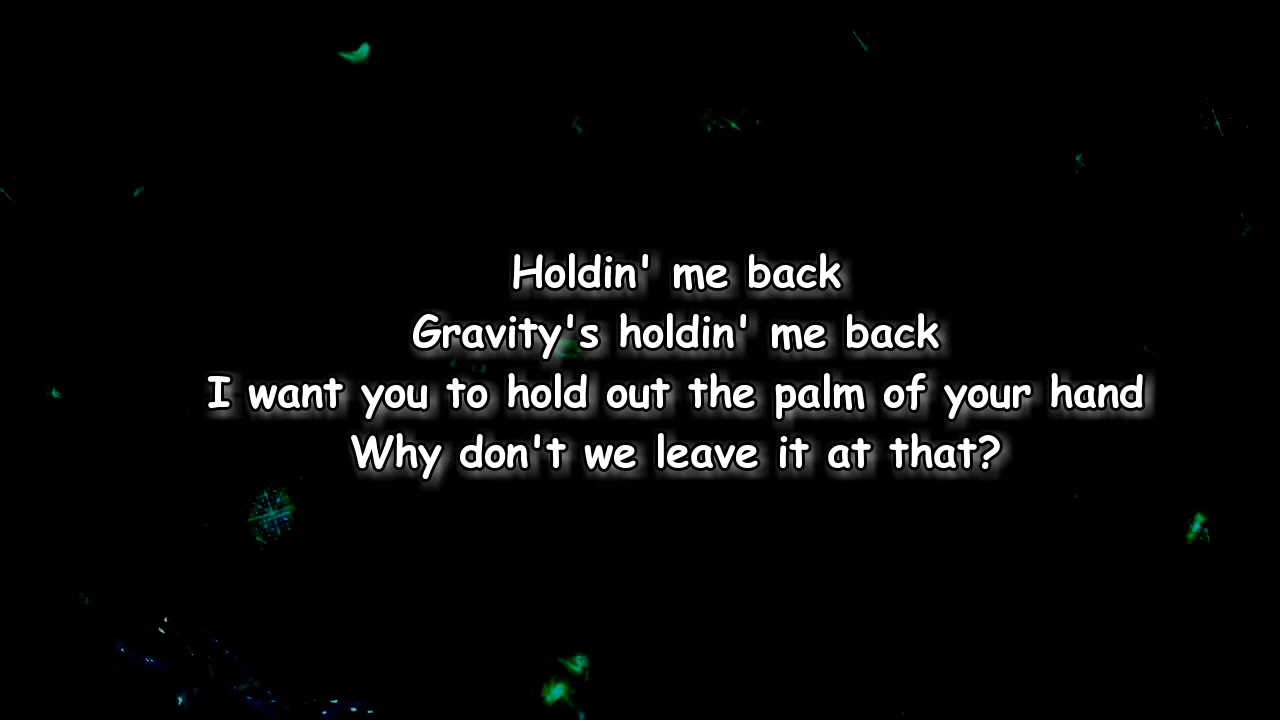 Holdin' me back
Gravity's holdin' me back
I want you to hold out the palm of your hand
Why don't we leave it at that?